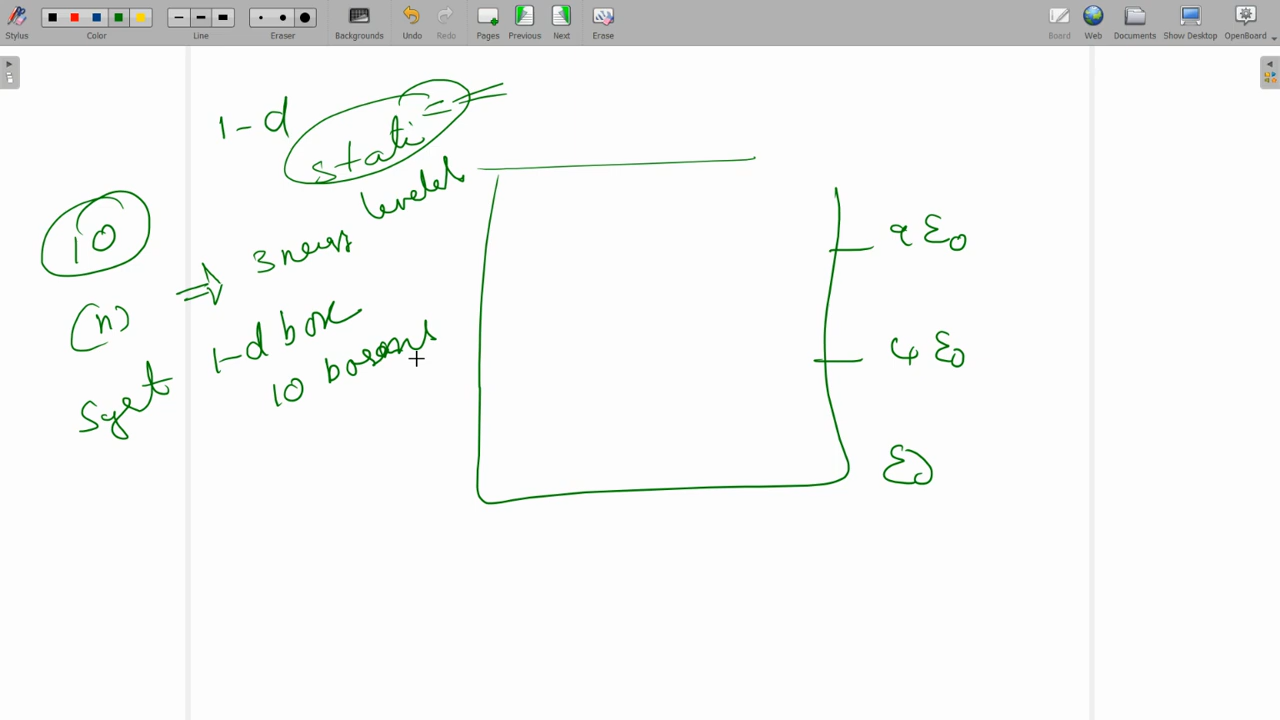 Stylus
Color
Line
Eraser
Backgrounds
Undo
Redo
Pages
Previous
Next
Erase
Board
Web
Documents
Show Desktop
OpenBoard
1-d
stati
levels
10
3
(n)
1-d box
10 bosons
Syst
9 ε0
4 ε0
ε0